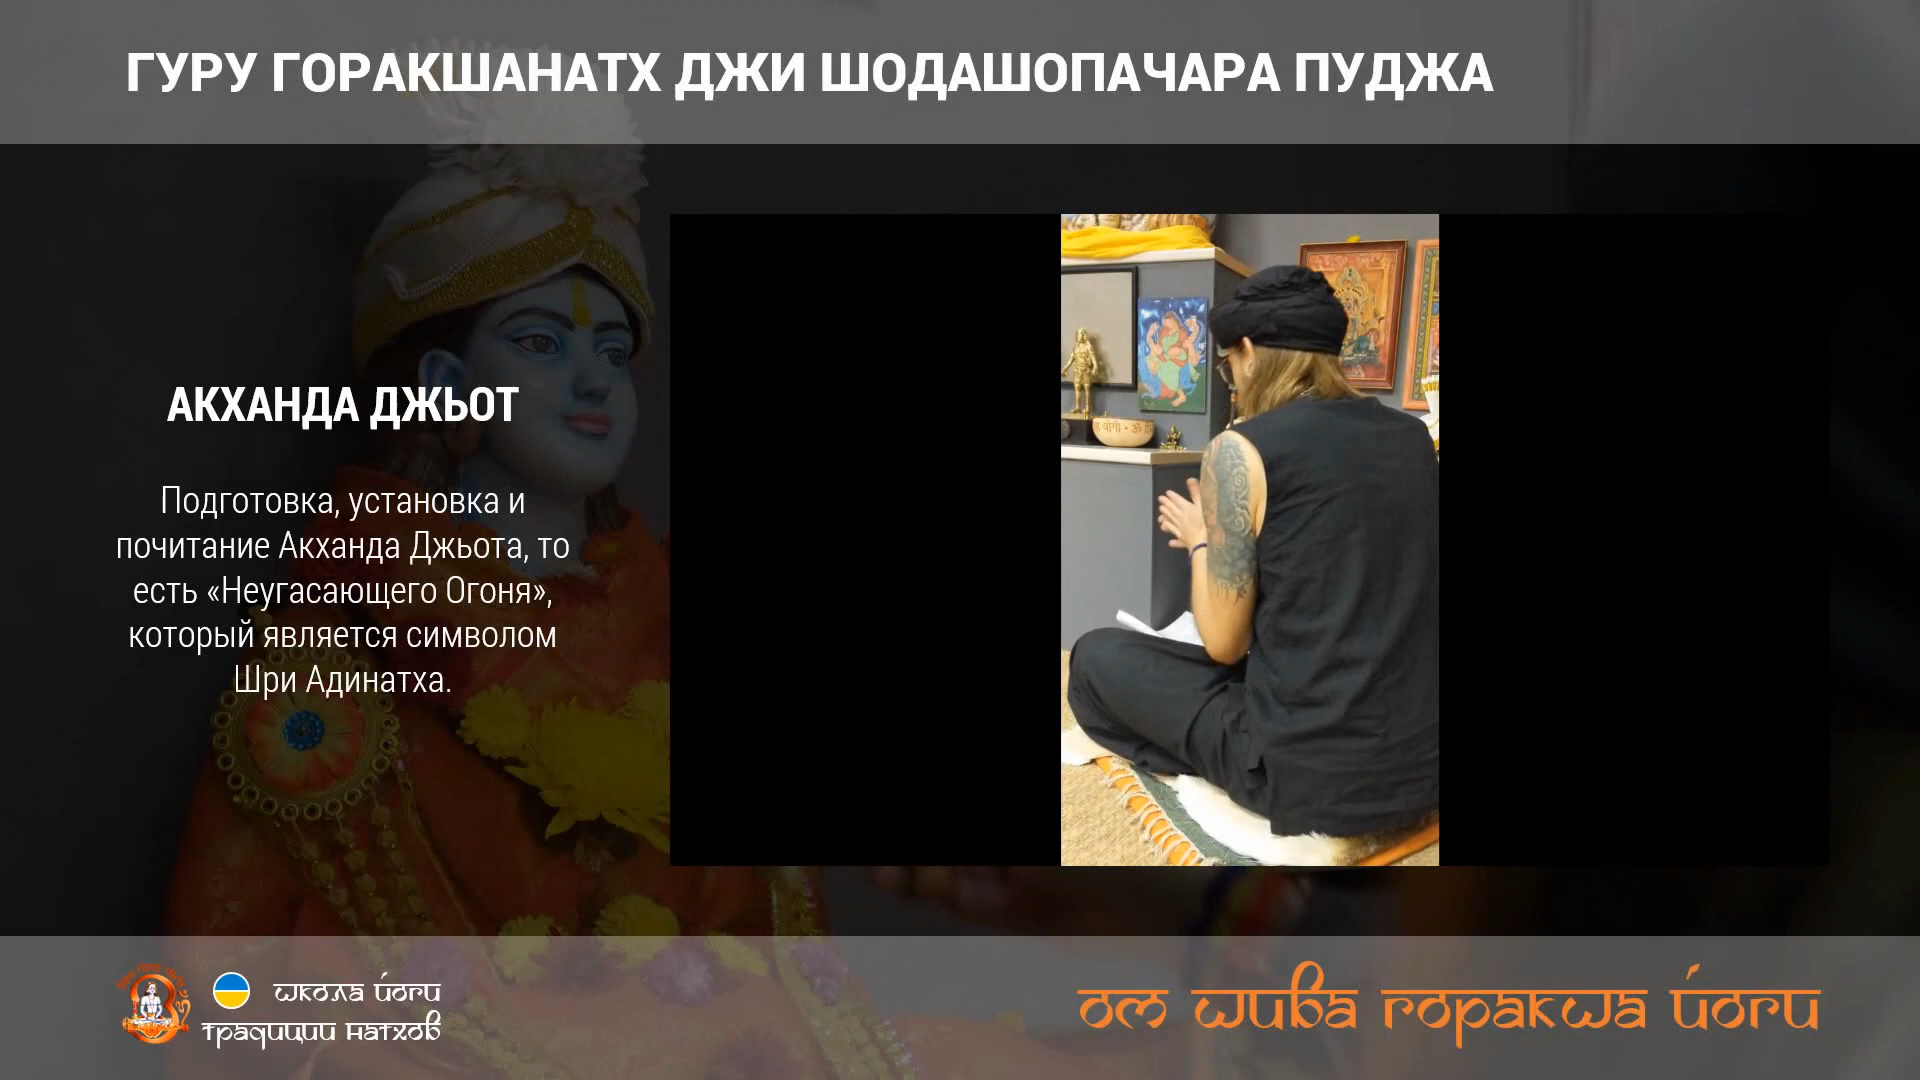 ГУРУ ГОРАКШАНАТХ ДЖИ ШОДАШОПАЧАРА ПУДЖА
АКХАНДА ДЖЬОТ
Подготовка, установка и
почитание Акханда Джьота, то
есть «Неугасающего Огоня»,
который является символом
Шри Адинатха.
школа йоги
традиции натхов
ом шива горакша йоги